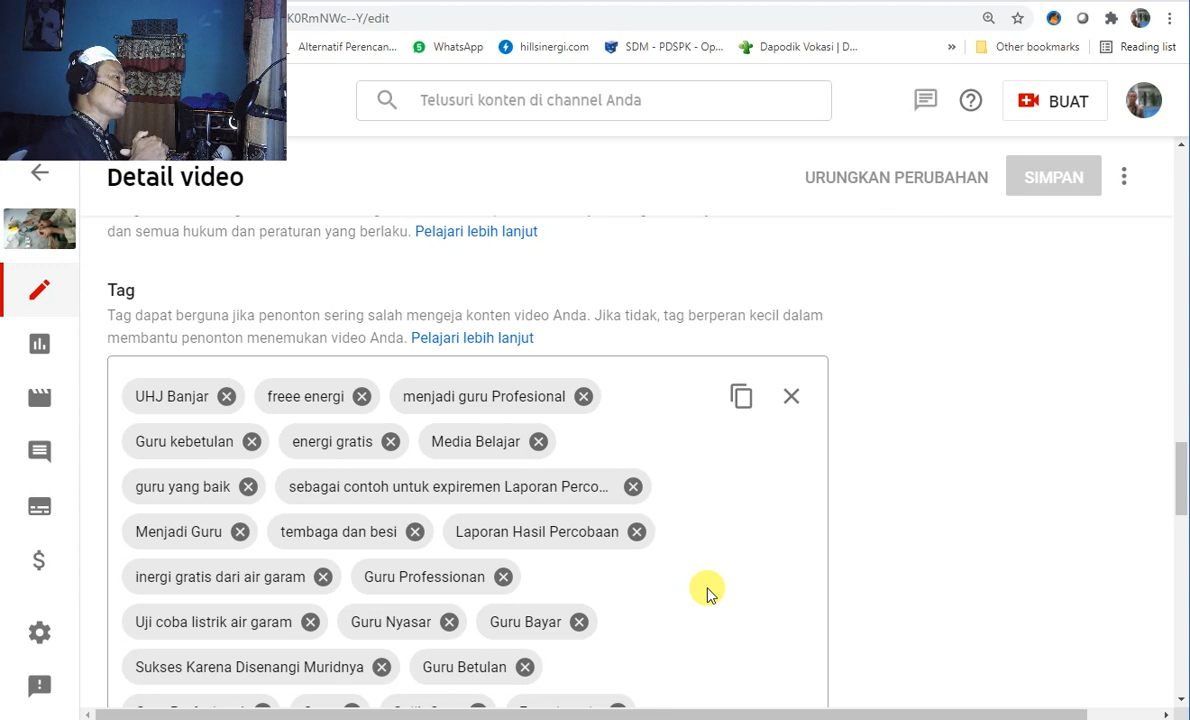 K0RmNWc--Y/edit
Alternatif Perencan...
WhatsApp
hillsinergi.com
SDM - PDSPK - Op...
Dapodik Vokasi | D...
»
Other bookmarks
Reading list
Telusuri konten di channel Anda
BUAT
Detail video
URUNGKAN PERUBAHAN
SIMPAN
dan semua hukum dan peraturan yang berlaku. Pelajari lebih lanjut
Tag
Tag dapat berguna jika penonton sering salah mengeja konten video Anda. Jika tidak, tag berperan kecil dalam
membantu penonton menemukan video Anda. Pelajari lebih lanjut
UHJ Banjar
freee energi
menjadi guru Profesional
Guru kebetulan
energi gratis
Media Belajar
guru yang baik
sebagai contoh untuk expiremen Laporan Perco...
Menjadi Guru
tembaga dan besi
Laporan Hasil Percobaan
inergi gratis dari air garam
Guru Professionan
Uji coba listrik air garam
Guru Nyasar
Guru Bayar
Sukses Karena Disenangi Muridnya
Guru Betulan